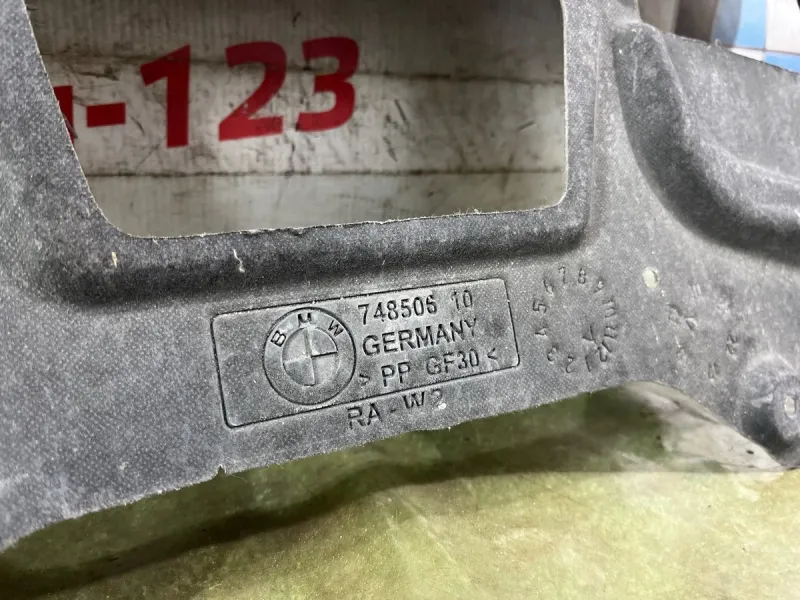 -123
BMW
748506 10
GERMANY
> PP GF30 <
RA-W2